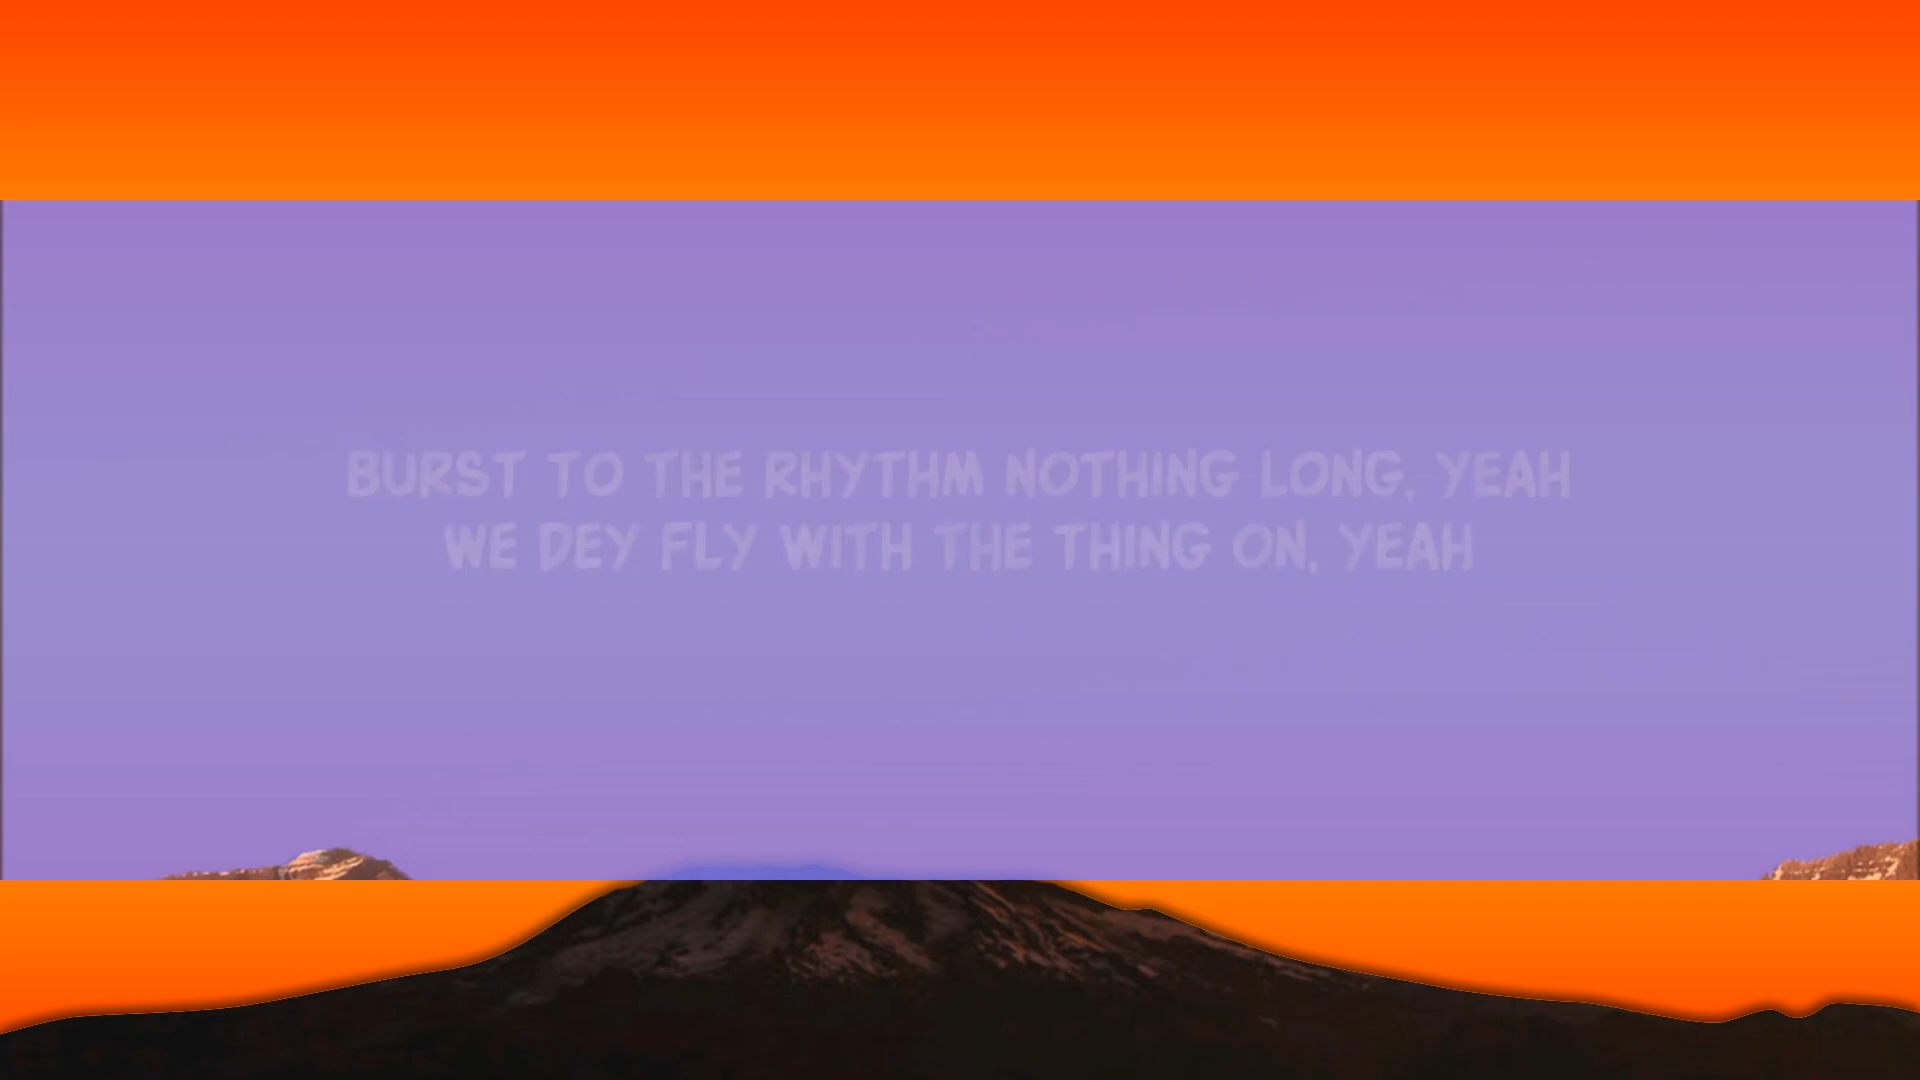 BURST TO THE RHYTHM NOTHING LONG, YEAH
WE DEY FLY WITH THE THING ON, YEAH